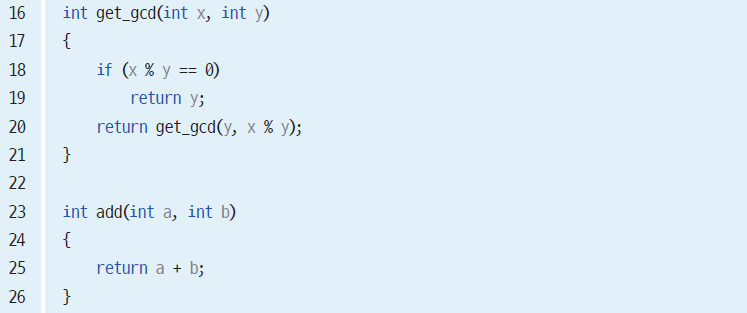 16 int get_gcd(int x, int y)
17 {
18     if (x % y == 0)
19         return y;
20     return get_gcd(y, x % y);
21 }
22
23 int add(int a, int b)
24 {
25     return a + b;
26 }